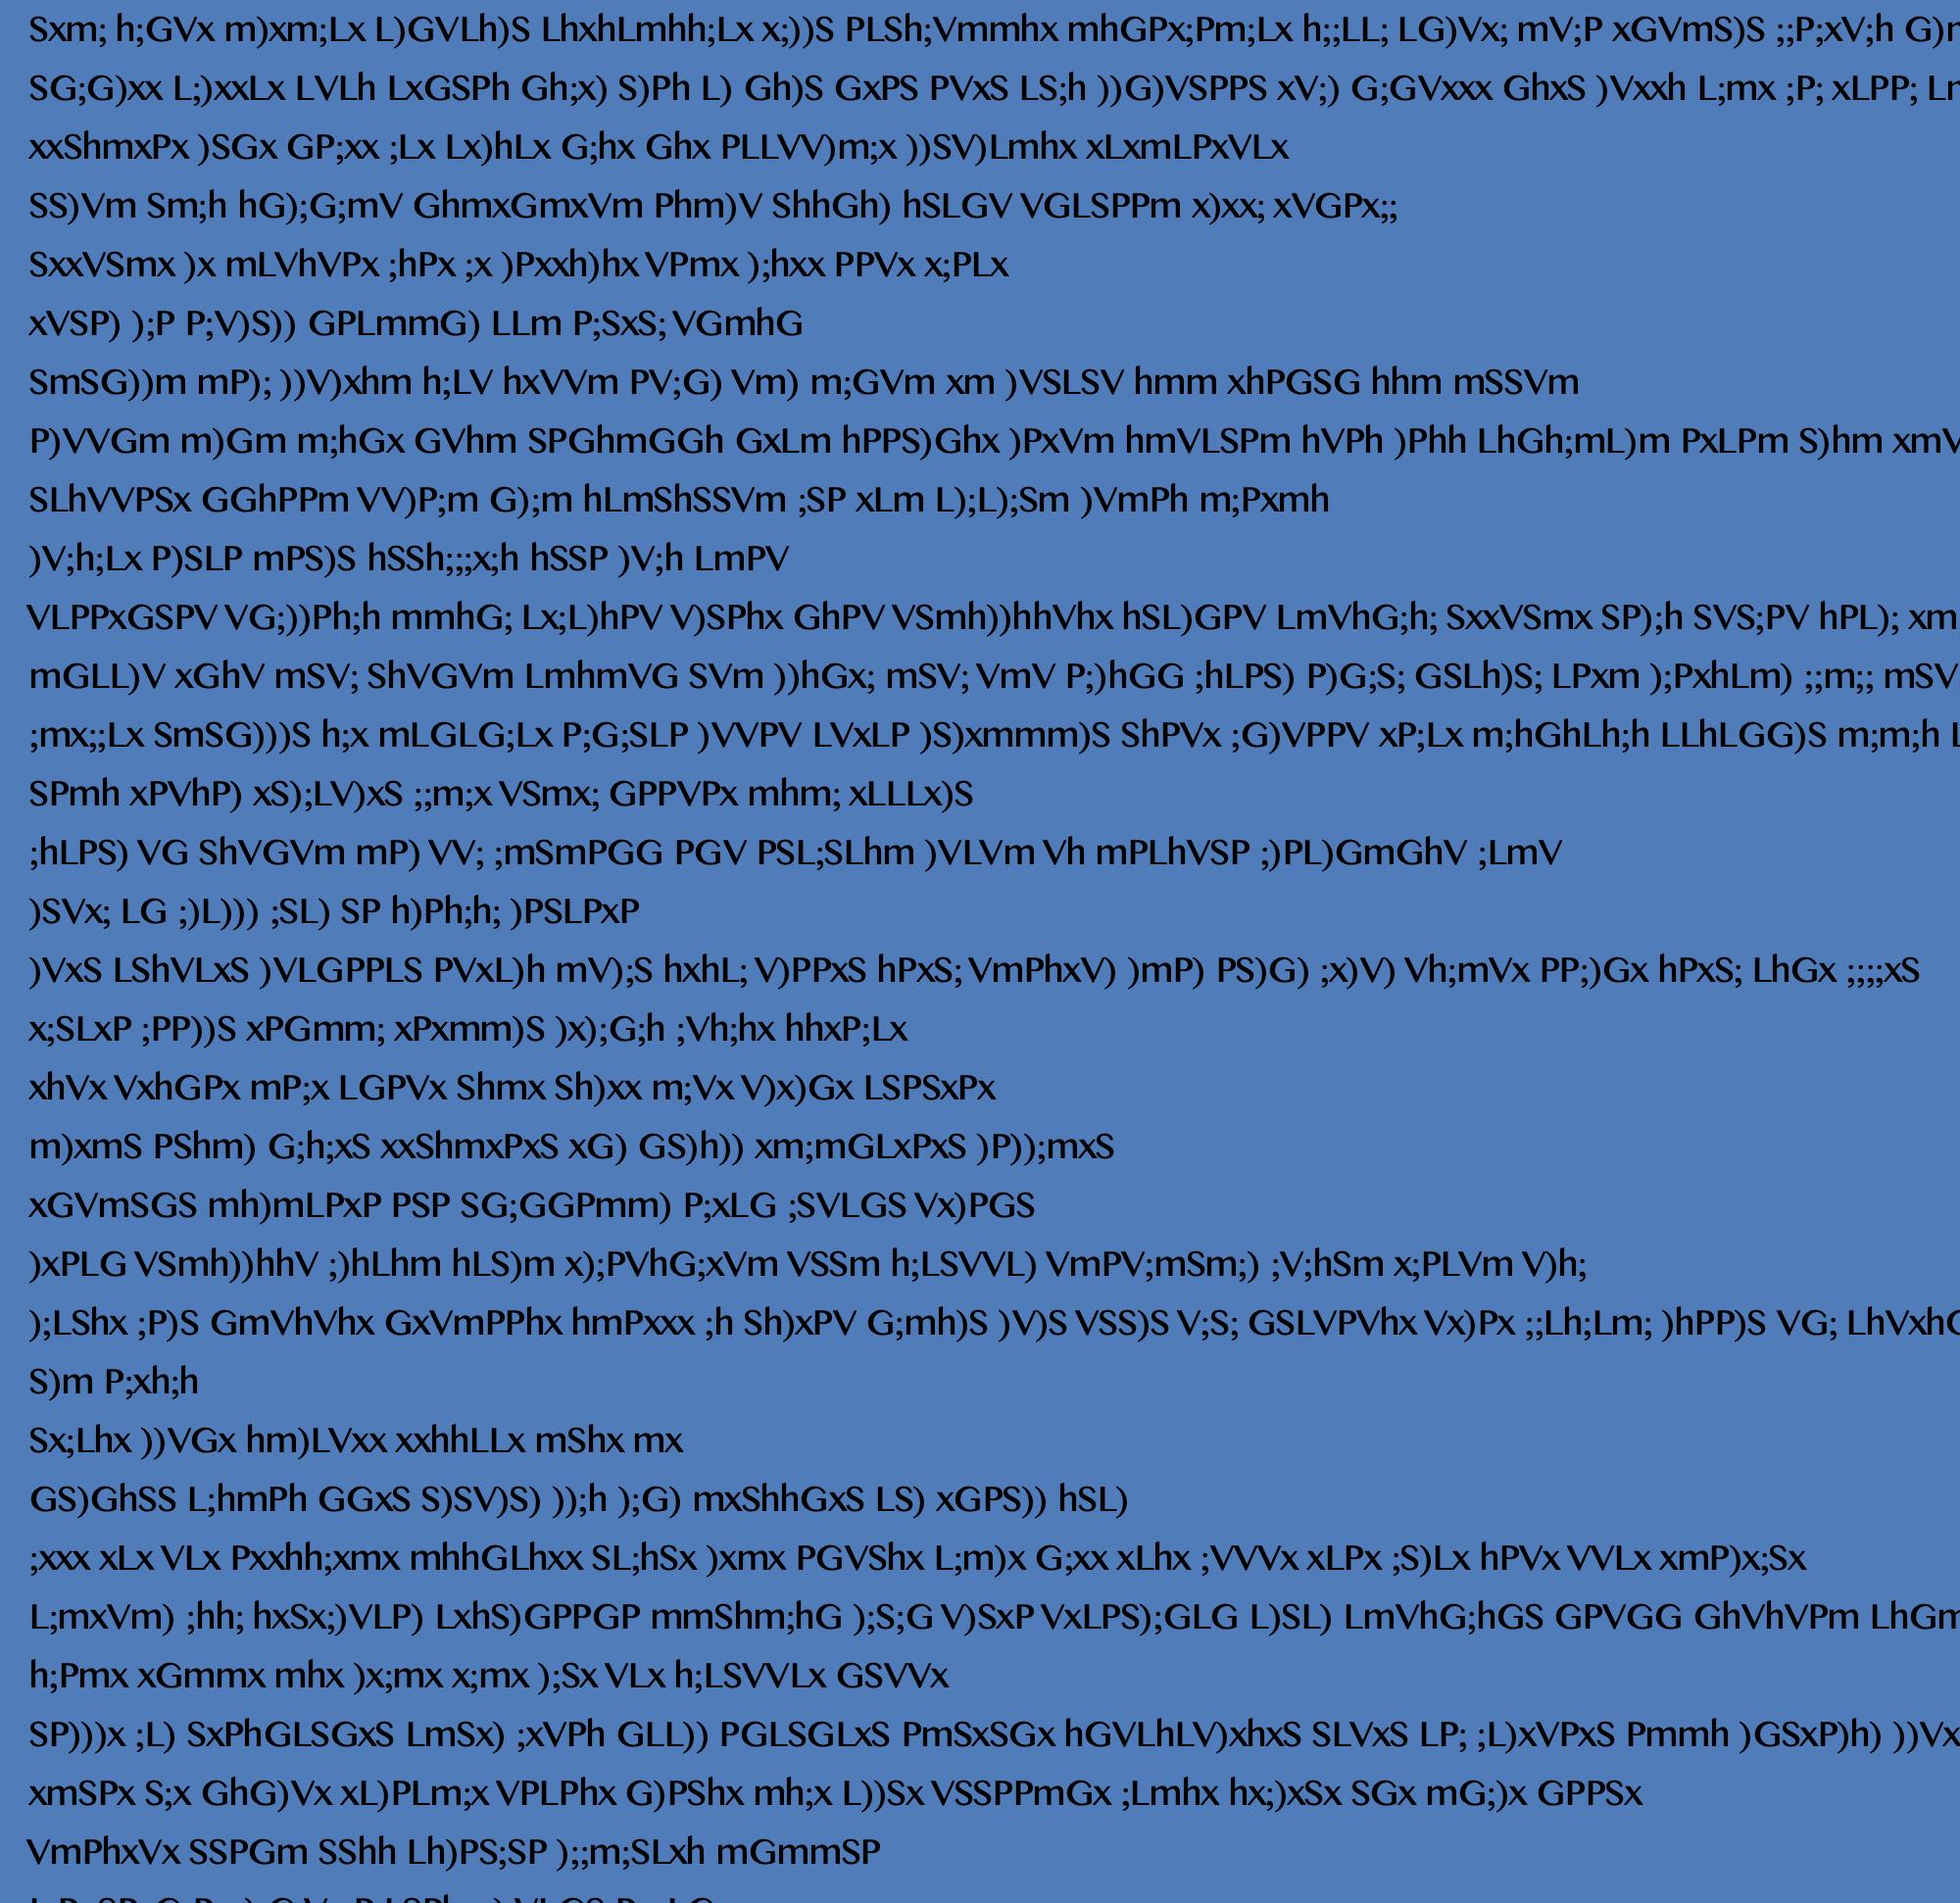 Sxm; h;GVx m)xm;Lx L)GVLh)S LhxhLmhh;Lx x;))S PLSh;Vmmhx mhGPx;Pm;Lx h;;LL; LG)Vx; mV;P xGVmS)S ;;P;xV;h
SG;G)xx L;)xxLx LVLh LxGSPh Gh;x) S)Ph L) Gh)S GxPS PVxS LS;h ))G)VSPPS xV;) G;GVxxx GhxS )Vxxh L;mx ;P; xLPP;
xxShmxPx )SGx GP;xx ;Lx Lx)hLx G;hx Ghx PLLVV)m;x ))SV)Lmhx xLxmLPxVLx
SS)Vm Sm;h hG);G;mV GhmxGmxVm Phm)V ShhGh) hSLGV VGLSPPm x)xx; xVGPx;;
SxxVSmx )x mLVhVPx ;hPx ;x )Pxxh)hx VPmx );hxx PPVx x;PLx
xVSP) );P P;V)S)) GPLmmG) LLm P;SxS; VGmhG
SmSG))m mP); ))V)xhm h;LV hxVVm PV;G) Vm) m;GVm xm )VSLSV hmm xhPGSG hhm mSSVm
P)VVGm m)Gm m;hGx GVhm SPGhmGGh GxLm hPPS)Ghx )PxVm hmVLSPm hVPh )Phh LhGh;mL)m PxLPm S)hm
SLhVVPSx GGhPPm VV)P;m G);m hLmShSSVm ;SP xLm L);L);Sm )VmPh m;Pxmh
)V;h;Lx P)SLP mPS)S hSSh;;;x;h hSSP )V;h LmPV
VLPPxGSPV VG;))Ph;h mmhG; Lx;L)hPV V)SPhx GhPV VSmh))hhVhx hSL)GPV LmVhG;h; SxxVSmx SP);h SVS;PV hPL);
mGLL)V xGhV mSV; ShVGVm LmhmVG SVm ))hGx; mSV; VmV P;)hGG ;hLPS) P)G;S; GSLh)S; LPxm );PxhLm) ;;m;;
;mx;;Lx SmSG)))S h;x mLGLG;Lx P;G;SLP )VVPV LVxLP )S)xmmm)S ShPVx ;G)VPPV xP;Lx m;hGhLh;h LLhLGG)S m;m;h
SPmh xPVhP) xS);LV)xS ;;m;x VSmx; GPPVPx mhm; xLLLx)S
;hLPS) VG ShVGVm mP) VV; ;mSmPGG PGV PSL;SLhm )VLVm Vh mPLhVSP ;)PL)GmGhV ;LmV
)SVx; LG ;)L))) ;SL) SP h)Ph;h; )PSLPxP
)VxS LShVLxS )VLGPPLS PVxL)h mV);S hxhL; V)PPxS hPxS; VmPhxV) )mP) PS)G) ;x)V) Vh;mVx PP;)Gx hPxS; LhGx ;;;;xS
x;SLxP ;PP))S xPGmm; xPxmm)S )x);G;h ;Vh;hx hhxP;Lx
xhVx VxhGPx mP;x LGPVx Shmx Sh)xx m;Vx V)x)Gx LSPSxPx
m)xmS PShm) G;h;xS xxShmxPxS xG) GS)h)) xm;mGLxPxS )P));mxS
xGVmSGS mh)mLPxP PSP SG;GGPmm) P;xLG ;SVLGS Vx)PGS
)xPLG VSmh))hhV ;)hLhm hLS)m x);PVhG;xVm VSSm h;LSVVL) VmPV;mSm;) ;V;hSm x;PLVm V)h;
);LShx ;P)S GmVhVhx GxVmPPhx hmPxxx ;h Sh)xPV G;mh)S )V)S VSS)S V;S; GSLVPVhx Vx)Px ;;Lh;Lm; )hPP)S VG;
S)m P;xh;h
Sx;Lhx ))VGx hm)LVxx xxhhLLx mShx mx
GS)GhSS L;hmPh GGxS S)SV)S) ));h );G) mxShhGxS LS) xGPS)) hSL)
;xxx xLx VLx Pxxhh;xmx mhhGLhxx SL;hSx )xmx PGVShx L;m)x G;xx xLhx ;VVVx xLPx ;S)Lx hPVx VVLx xmP)x;Sx
L;mxVm) ;hh; hxSx;)VLP) LxhS)GPPGP mmShm;hG );S;G V)SxP VxLPS);GLG L)SL) LmVhG;hGS GPVGG GhVhVPm
h;Pmx xGmmx mhx )x;mx x;mx );Sx VLx h;LSVVLx GSVVx
SP)))x ;L) SxPhGLSGxS LmSx) ;xVPh GLL)) PGLSGLxS PmSxSGx hGVLhLV)xhxS SLVxS LP; ;L)xVPxS Pmmh )GSxP)h)
xmSPx S;x GhG)Vx xL)PLm;x VPLPhx G)PShx mh;x L))Sx VSSPPmGx ;Lmhx hx;)xSx SGx mG;)x GPPSx
VmPhxVx SSPGm SShh Lh)PS;SP );;m;SLxh mGmmSP